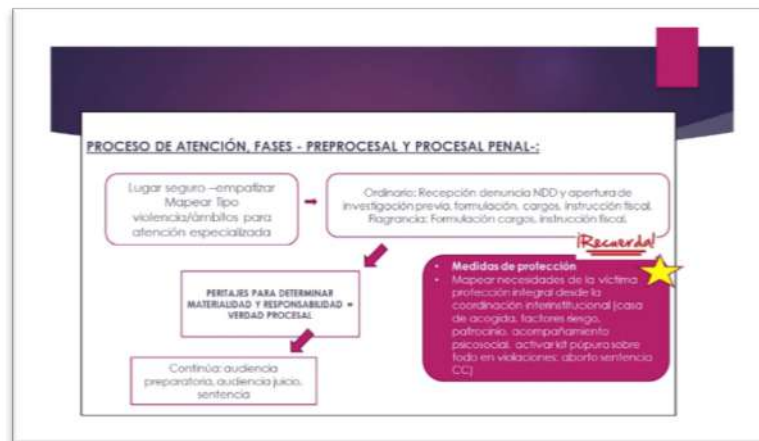 PROCESO DE ATENCIÓN, FASES - PREPROCESAL Y PROCESAL PENAL-:
Lugar seguro –empatizar
Mapear Tipo
violencia/ámbitos para
atención especializada
Ordinario: Recepción denuncia NDD y apertura de
investigación previa, formulación, cargos, instrucción fiscal.
Flagrancia: Formulación cargos, instrucción fiscal.
¡Recuerda!
PERITAJES PARA DETERMINAR
MATERIALIDAD Y RESPONSABILIDAD =
VERDAD PROCESAL
• Medidas de protección
• Mapear necesidades de la víctima
protección integral desde la
coordinación interinstitucional (casa
de acogida, factores riesgo,
patrocinio, acompañamiento
psicosocial, activar kit púpura sobre
todo en violaciones: aborto sentencia
CC)
Continúa: audiencia
preparatoria, audiencia juicio,
sentencia